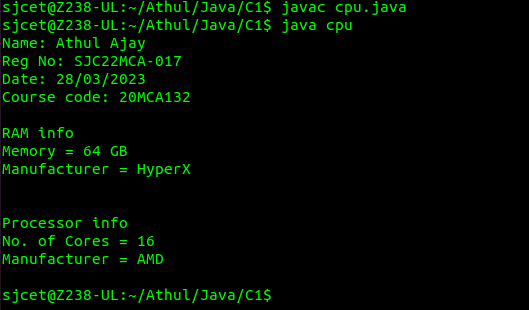 sjcet@Z238-UL:~/Athul/Java/C1$ javac cpu.java
sjcet@Z238-UL:~/Athul/Java/C1$ java cpu
Name: Athul Ajay
Reg No: SJC22MCA-017
Date: 28/03/2023
Course code: 20MCA132
RAM info
Memory = 64 GB
Manufacturer = HyperX
Processor info
No. of Cores = 16
Manufacturer = AMD
sjcet@Z238-UL:~/Athul/Java/C1$